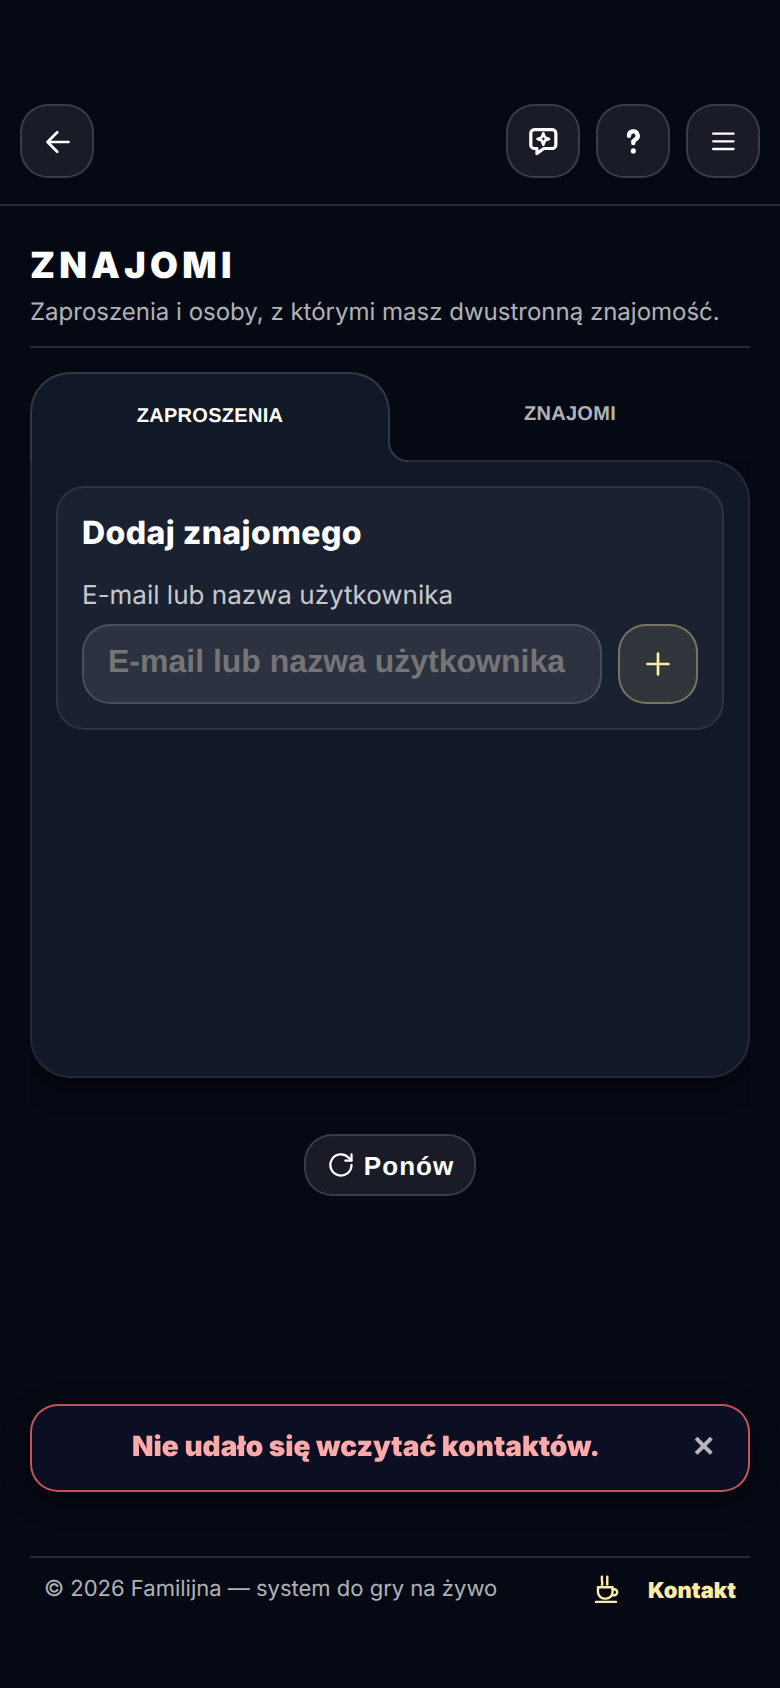 ZNAJOMI
Zaproszenia i osoby, z którymi masz dwustronną znajomość.
ZAPROSZENIA
ZNAJOMI
Dodaj znajomego
E-mail lub nazwa użytkownika
E-mail lub nazwa użytkownika
Ponów
Nie udało się wczytać kontaktów.
© 2026 Familijna — system do gry na żywo
Kontakt